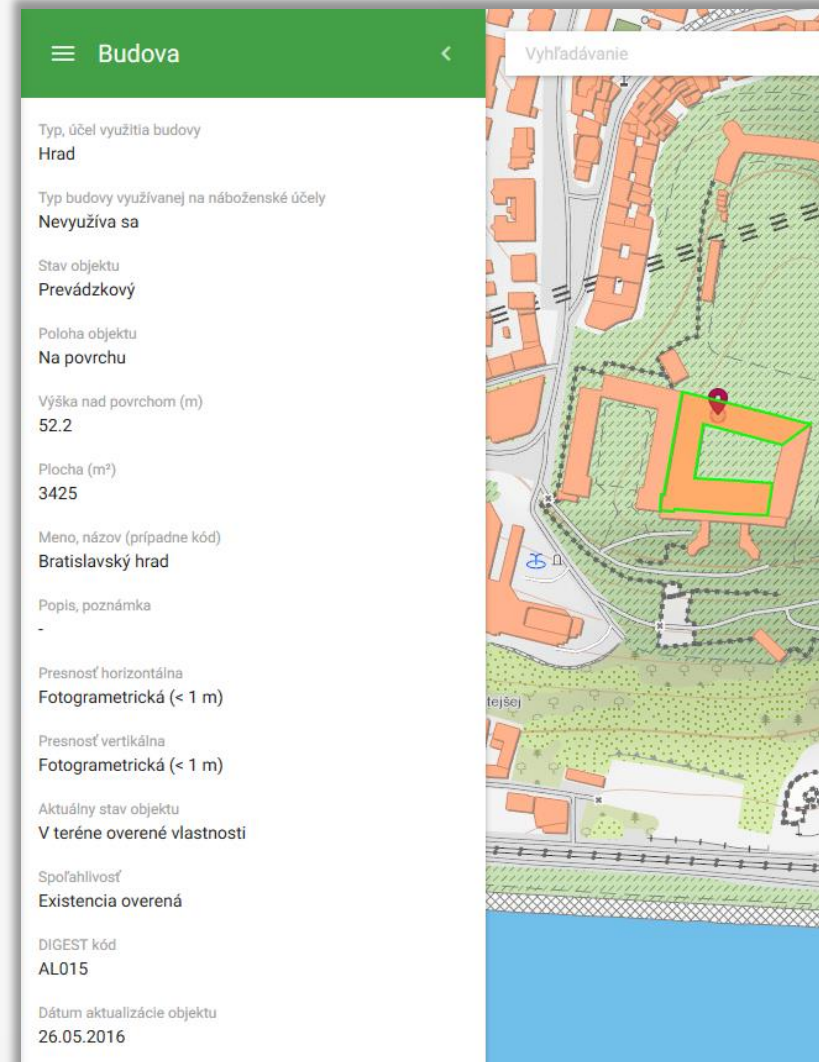 Budova
Vyhľadávanie
Typ, účel využitia budovy
Hrad
Typ budovy využívanej na náboženské účely
Nevyužíva sa
Stav objektu
Prevádzkový
Poloha objektu
Na povrchu
Výška nad povrchom (m)
52.2
Plocha (m²)
3425
Meno, názov (prípadne kód)
Bratislavský hrad
Popis, poznámka
-
Presnosť horizontálna
Fotogrametrická (< 1 m)
Presnosť vertikálna
Fotogrametrická (< 1 m)
Aktuálny stav objektu
V teréne overené vlastnosti
Spoľahlivosť
Existencia overená
DIGEST kód
AL015
Dátum aktualizácie objektu
26.05.2016
tejšej